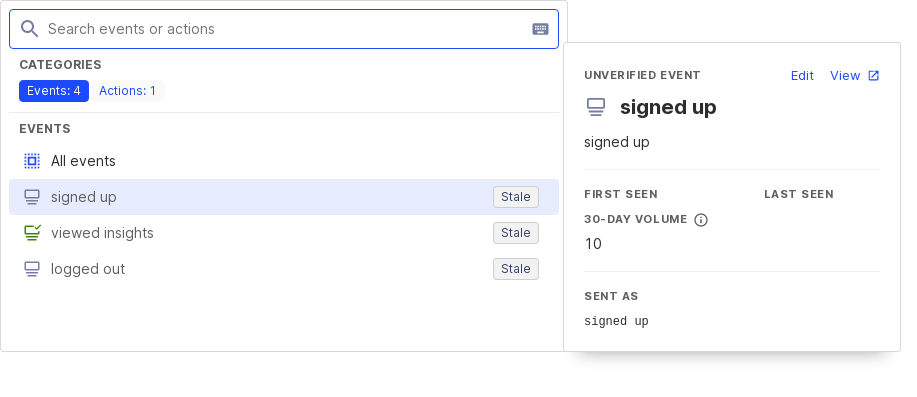 Search events or actions
CATEGORIES
Events: 4 Actions: 1
EVENTS
All events
signed up Stale
viewed insights Stale
logged out Stale
UNVERIFIED EVENT Edit View
signed up
signed up
FIRST SEEN LAST SEEN
30-DAY VOLUME
10
SENT AS
signed up